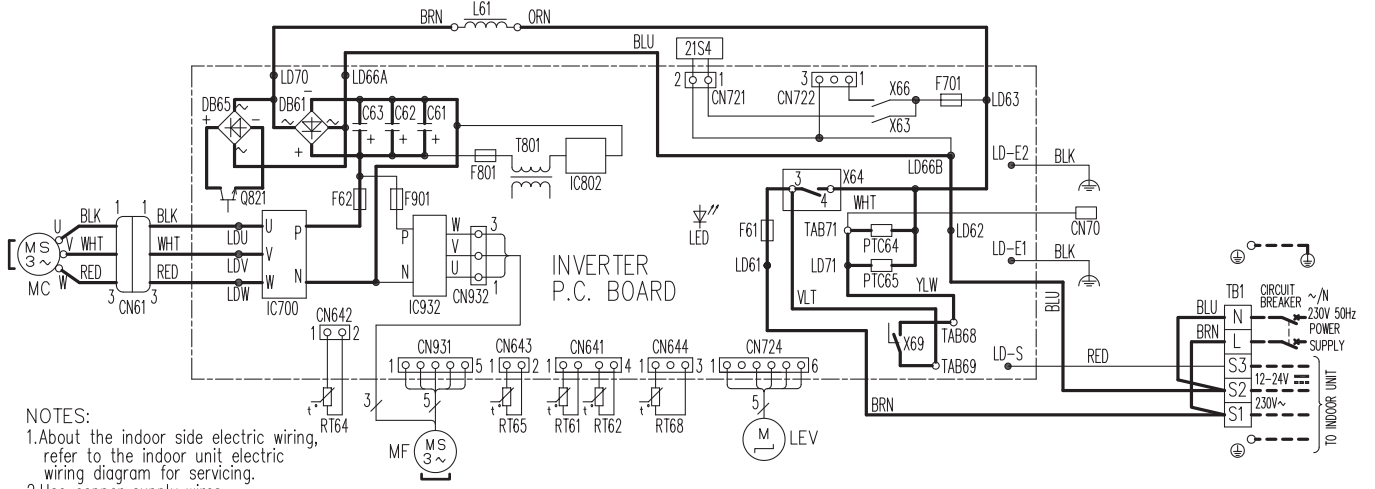 L61
BRN ORN
BLU
21S4
2 1
CN721
3 1
CN722
X66
X63
F701
LD63
LD70
LD66A
DB65
DB61
+ ~ - ~
~ - ~ +
C63 C62 C61
+ + +
T801
F801
IC802
Q821
F62
F901
LD66B
LD-E2 BLK
3 X64
4
WHT
TAB71
PTC64
LD71
PTC65
LD62
CN70
LD-E1 BLK
F61
LD61
LED
YLW
VLT
X69
TAB68
TAB69
BLU
U BLK 1 1 BLK LDU U P
MS 3~ V WHT WHT LDV V
MC W RED 3 3 RED LDW W N
CN61
IC700
P W 3
V
N U 1
IC932
CN932
INVERTER
P.C. BOARD
CN642
1 2
t°
RT64
CN931
1 5
3 5
MF MS 3~
CN643
1 2
t°
RT65
CN641
1 4
t° t°
RT61 RT62
CN644
1 3
t°
RT68
CN724
1 6
5
M LEV
LD-S RED
BRN
TB1
CIRCUIT
BREAKER
~/N
230V 50Hz
POWER
SUPPLY
BLU N
BRN L
S3
12-24V
S2
230V~
S1
TO INDOOR UNIT
NOTES:
1.About the indoor side electric wiring,
refer to the indoor unit electric
wiring diagram for servicing.